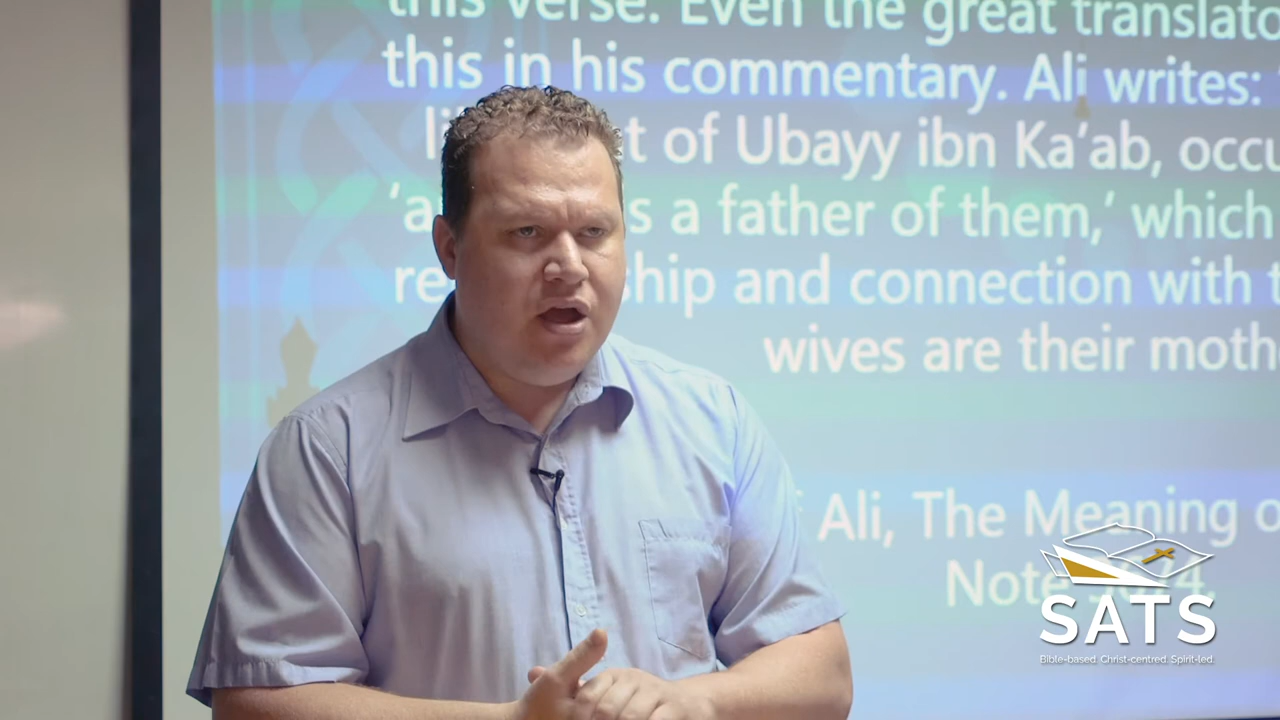 this verse. Even the great translato
this in his commentary. Ali writes:
t of Ubayy ibn Ka'ab, occu
s a father of them,' which
re ship and connection with t
wives are their moth
Ali, The Meaning o
Note
SATS
Bible-based. Christ-centred. Spirit-led